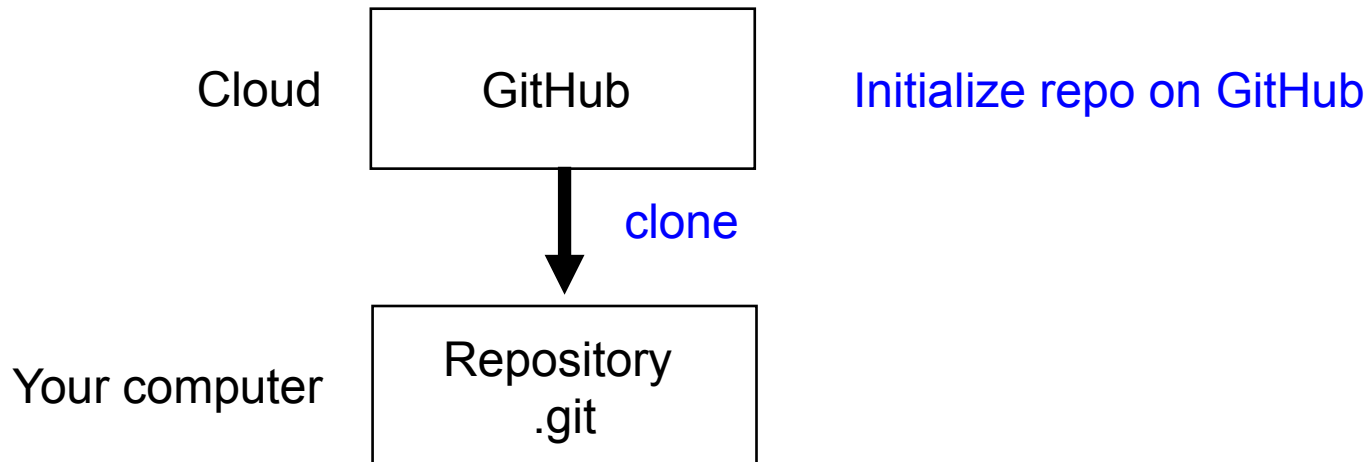 Cloud
GitHub
Initialize repo on GitHub
clone
Your computer
Repository
.git